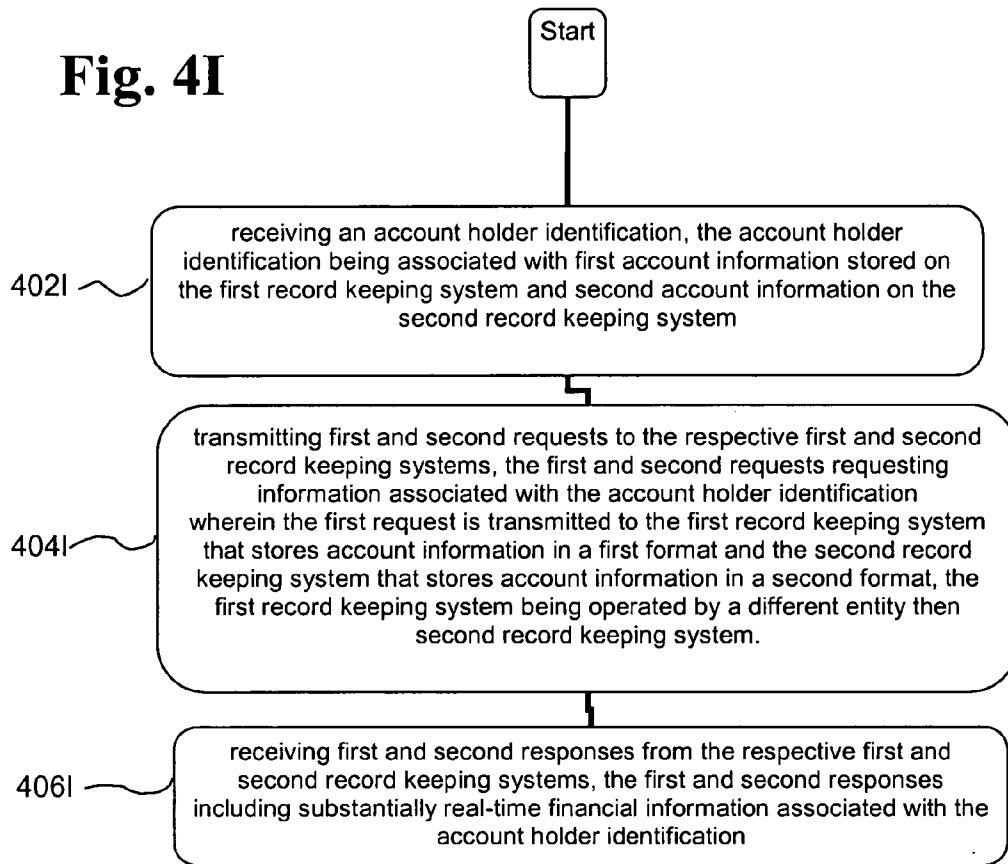 Fig. 4I
Start
402I
receiving an account holder identification, the account holder
identification being associated with first account information stored on
the first record keeping system and second account information on the
second record keeping system
404I
transmitting first and second requests to the respective first and second
record keeping systems, the first and second requests requesting
information associated with the account holder identification
wherein the first request is transmitted to the first record keeping system
that stores account information in a first format and the second record
keeping system that stores account information in a second format, the
first record keeping system being operated by a different entity then
second record keeping system.
406I
receiving first and second responses from the respective first and
second record keeping systems, the first and second responses
including substantially real-time financial information associated with the
account holder identification